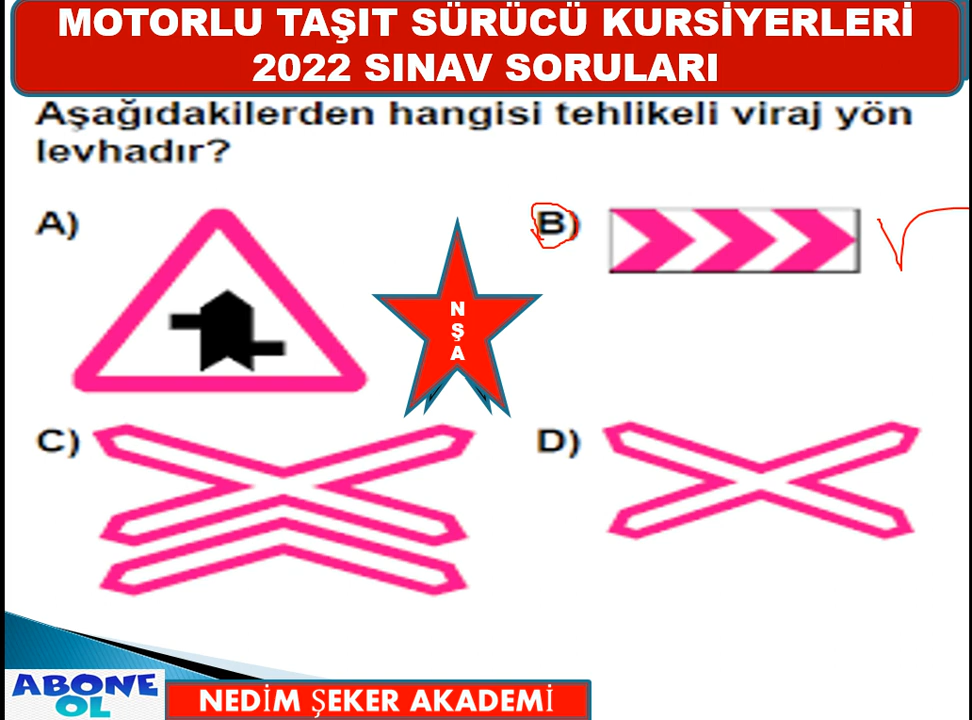 MOTORLU TAŞIT SÜRÜCÜ KURSİYERLERİ
2022 SINAV SORULARI
Aşağıdakilerden hangisi tehlikeli viraj yön
levhadır?
A)
B)
N
Ş
A
C)
D)
ABONE
OL
NEDİM ŞEKER AKADEMİ